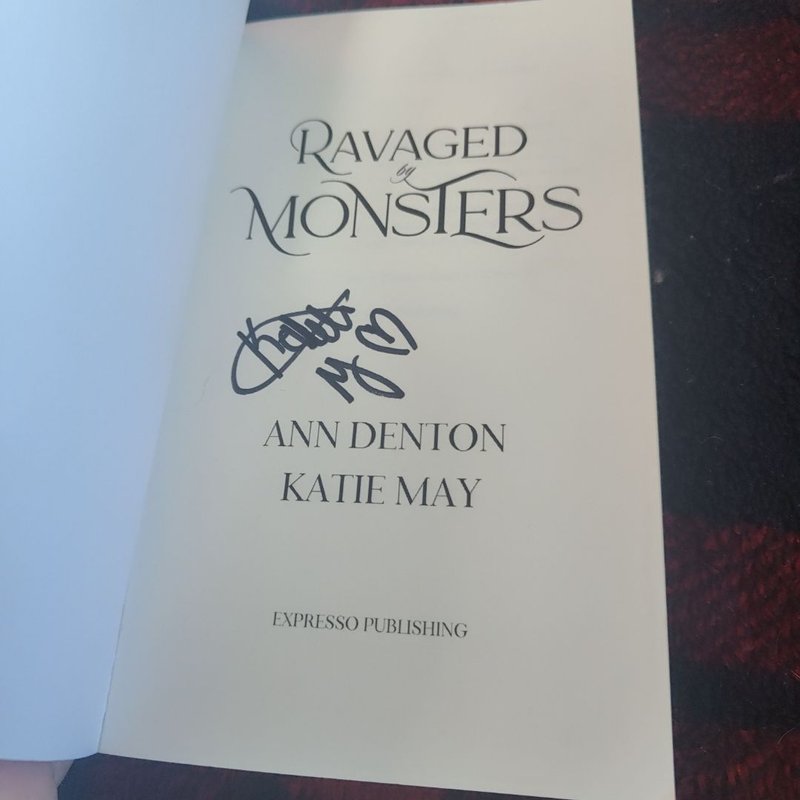 RAVAGED
by
MONSTERS
ANN DENTON
KATIE MAY
EXPRESSO PUBLISHING